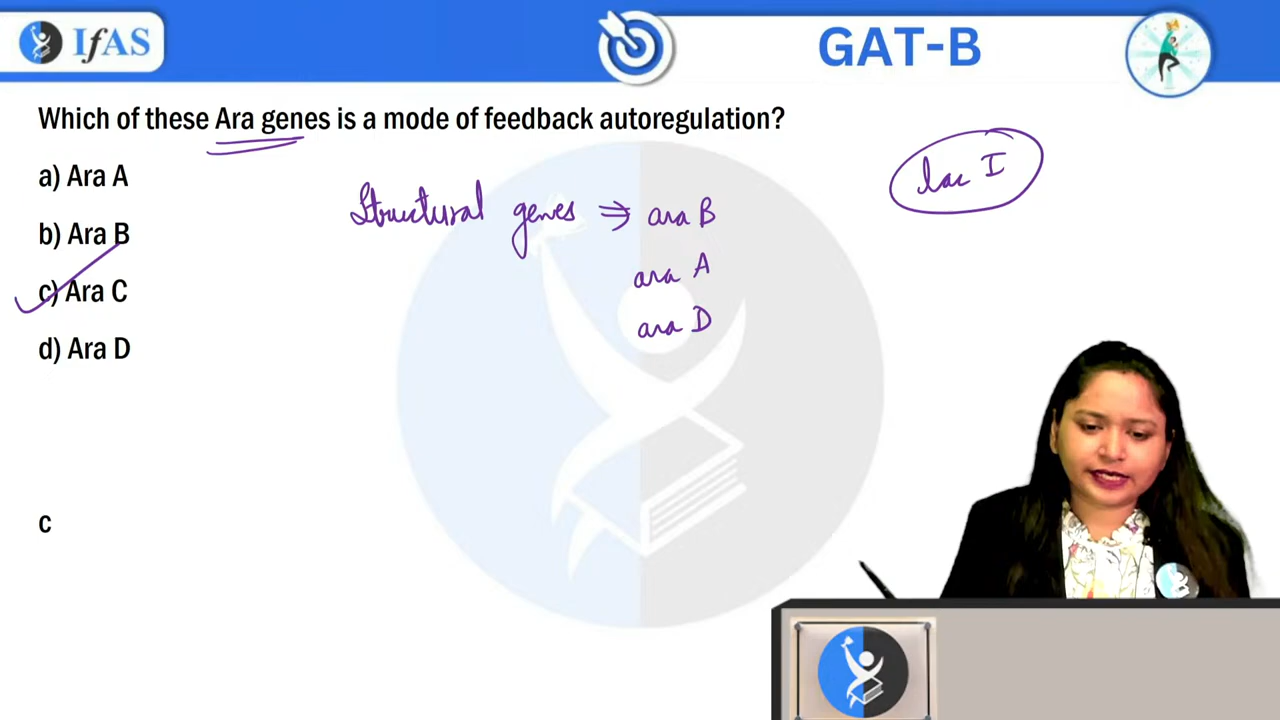 IfAS
GAT-B
Which of these Ara genes is a mode of feedback autoregulation?
a) Ara A
b) Ara B
c) Ara C
d) Ara D
Structural genes ⇒ ara B
ara A
ara D
lac I
c